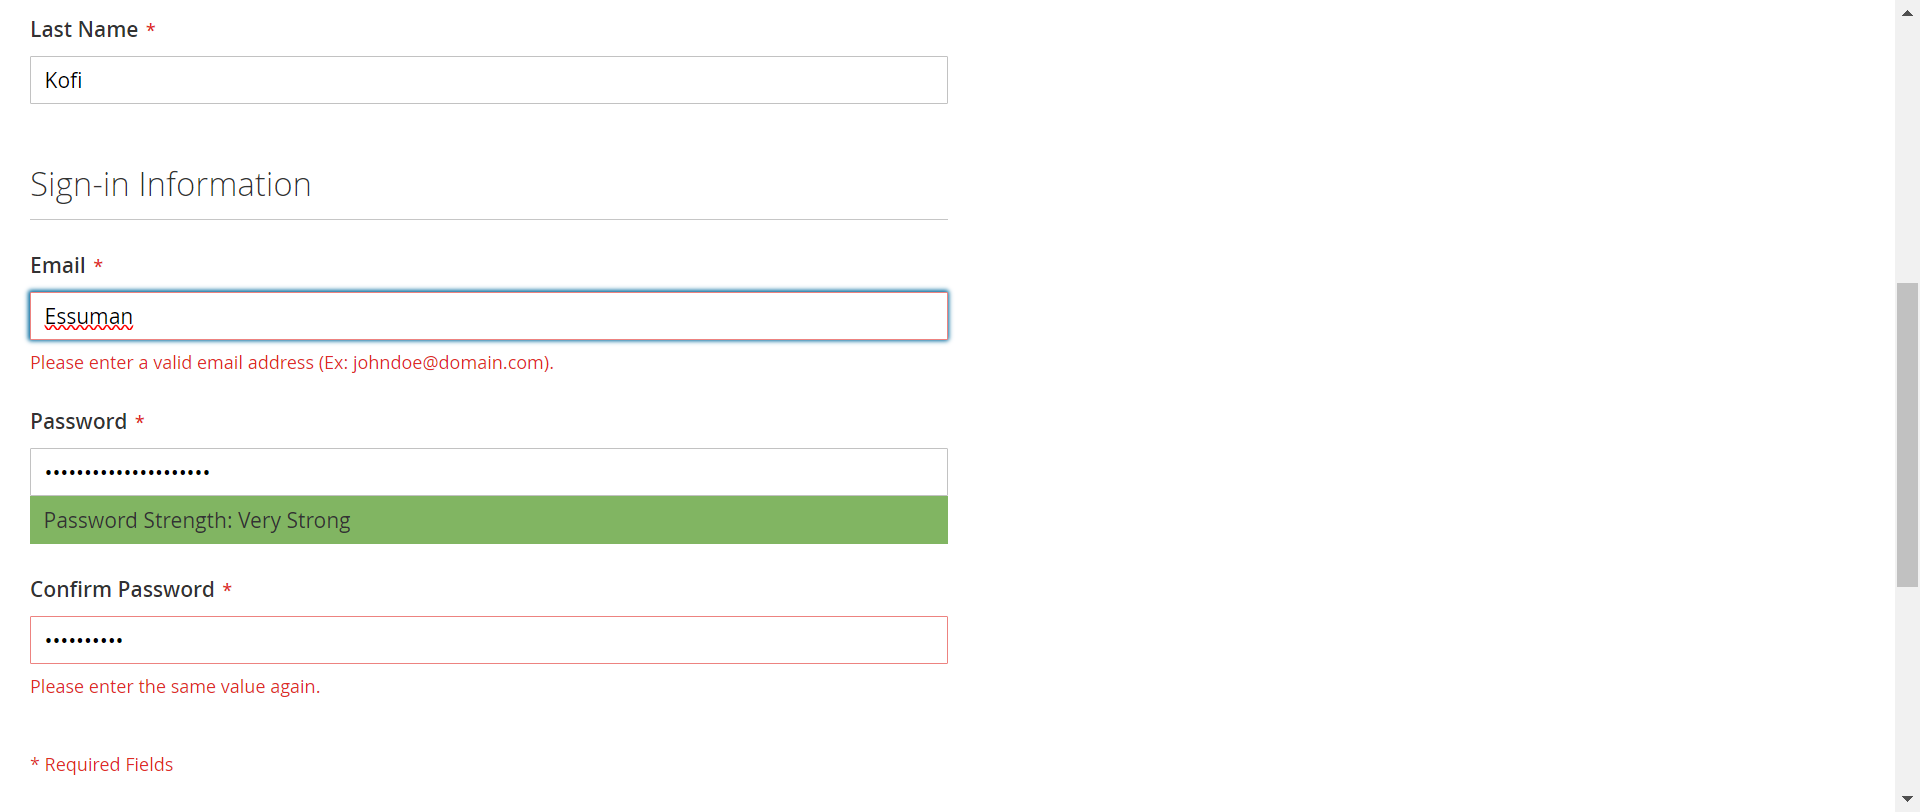 Last Name *
Kofi
Sign-in Information
Email *
Essuman
Please enter a valid email address (Ex: johndoe@domain.com).
Password *
•••••••••••••••••••••
Password Strength: Very Strong
Confirm Password *
••••••••••
Please enter the same value again.
* Required Fields